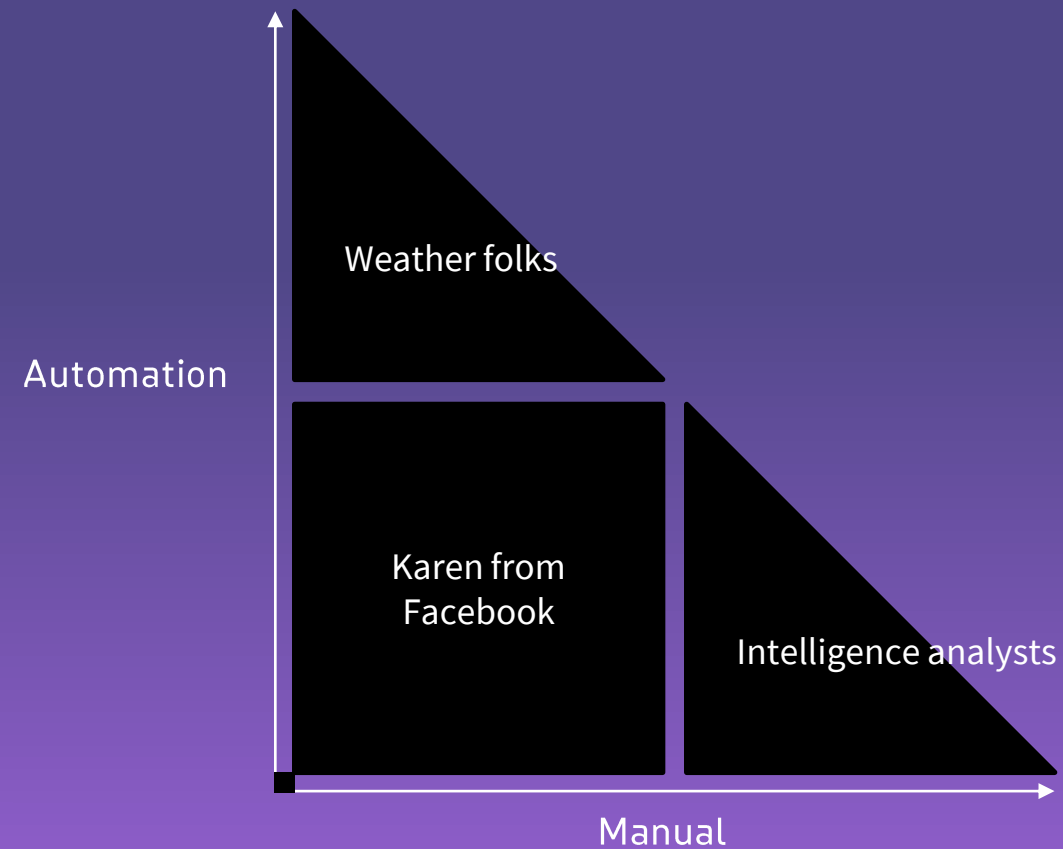 Weather folks
Automation
Karen from
Facebook
Intelligence analysts
Manual